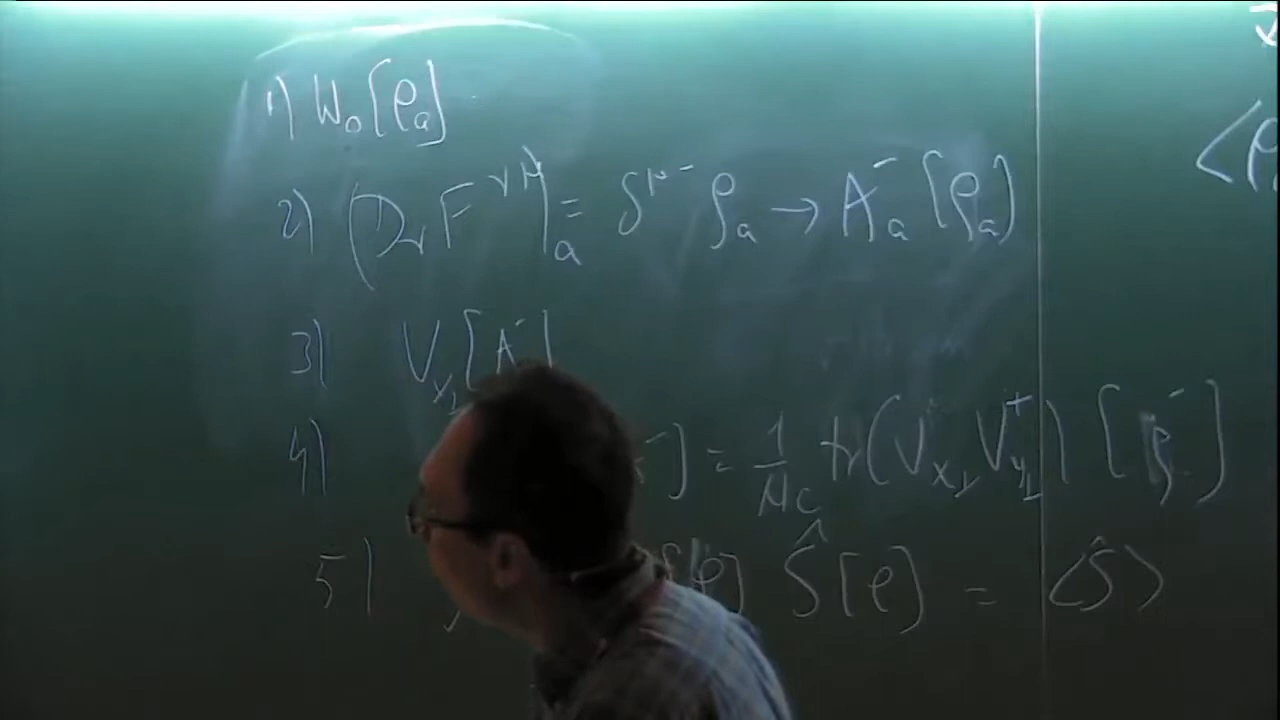 1) W₀[ρₐ]
2) (D_ν F^{νμ})ₐ = δ^{μ-} ρₐ → A⁻ₐ[ρₐ]
3) V_{x⊥}[A⁻]
4) ] = 1/N_c tr(V_{x⊥} V⁺_{y⊥}) [ρ⁻]
5) [ρ] Ŝ[ρ] = <Ŝ>
<ρ